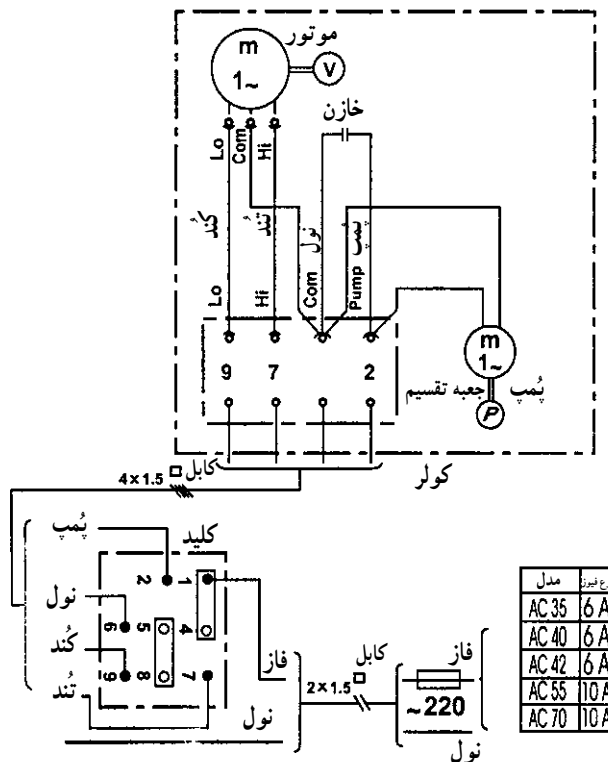 موتور
m
1~
V
خازن
Lo
Com
Hi
کُند
تُند
نول
پُمپ
Lo
Hi
Com
Pump
9 7 2
m
1~
P
پُمپ
جعبه تقسیم
کولر
کابل
4×1.5
کلید
پُمپ
نول
کُند
تُند
2 1
6 5 4
9 8 7
فاز
نول
کابل
2×1.5
فاز
~220
نول
مدل
AC 35 6 A
AC 40 6 A
AC 42 6 A
AC 55 10 A
AC 70 10 A